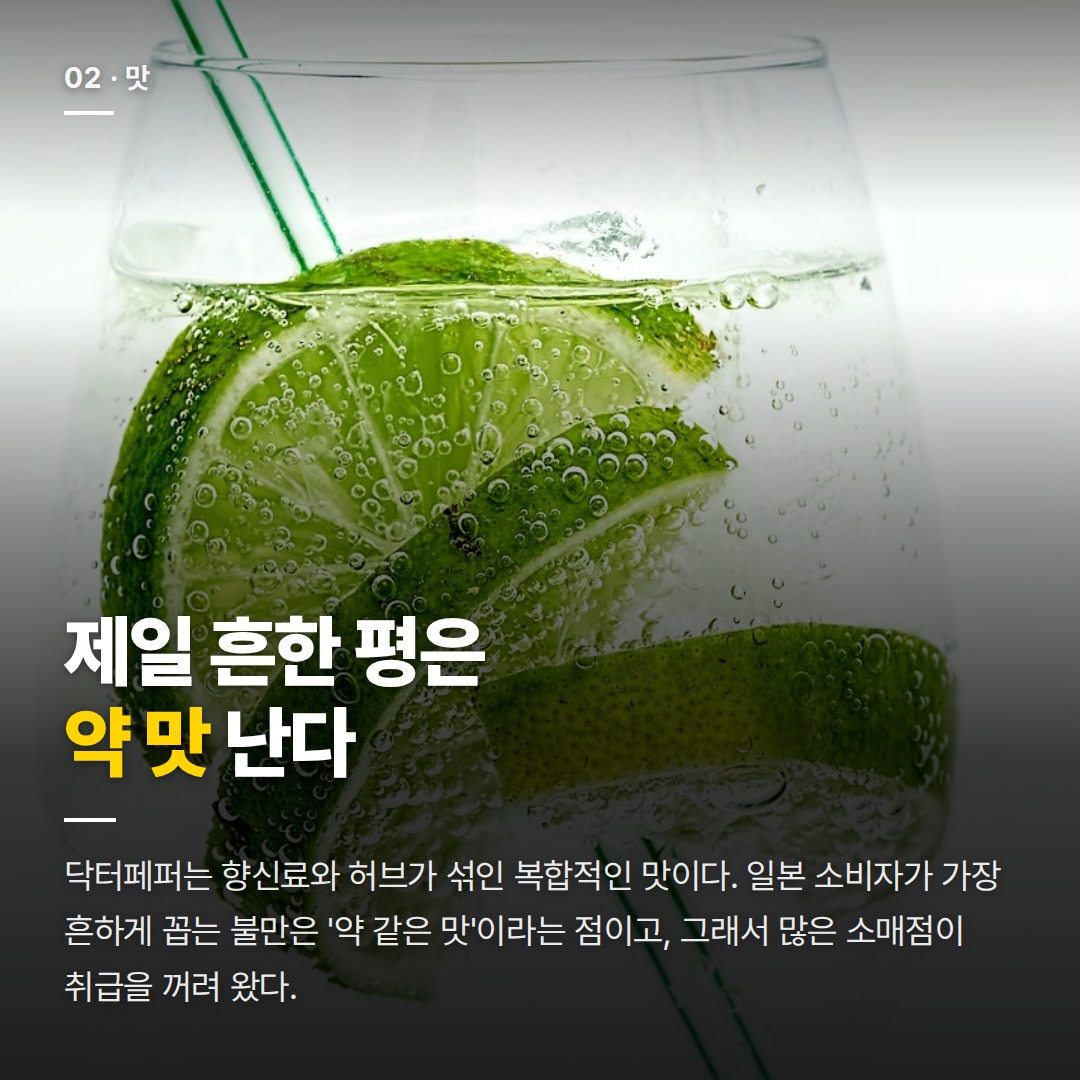 02 · 맛
제일 흔한 평은
약 맛 난다
닥터페퍼는 향신료와 허브가 섞인 복합적인 맛이다. 일본 소비자가 가장
흔하게 꼽는 불만은 '약 같은 맛'이라는 점이고, 그래서 많은 소매점이
취급을 꺼려 왔다.